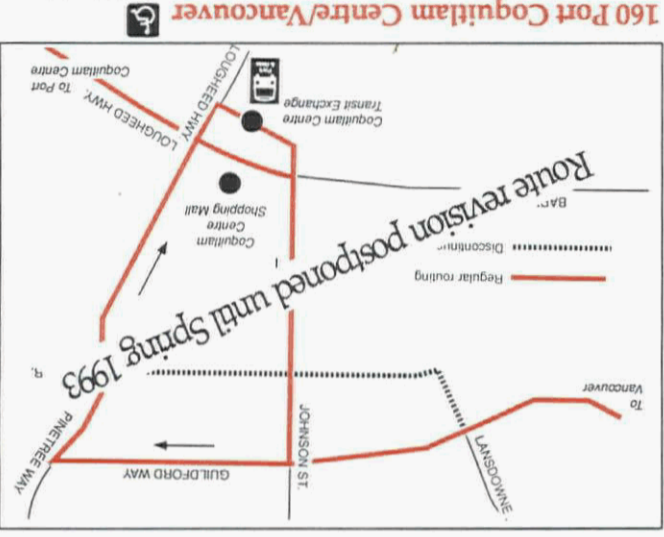 160 Port Coquitlam Centre/Vancouver
LANSDOWNE
JOHNSON ST.
GUILDFORD WAY
PINETREE WAY
To
Vancouver
Regular routing
Coquitlam
Centre
Shopping Mall
Coquitlam Centre
Transit Exchange
LOUGHEED HWY
LOUGHEED HWY.
To Port
Coquitlam
Centre
Route revision postponed until Spring 1993